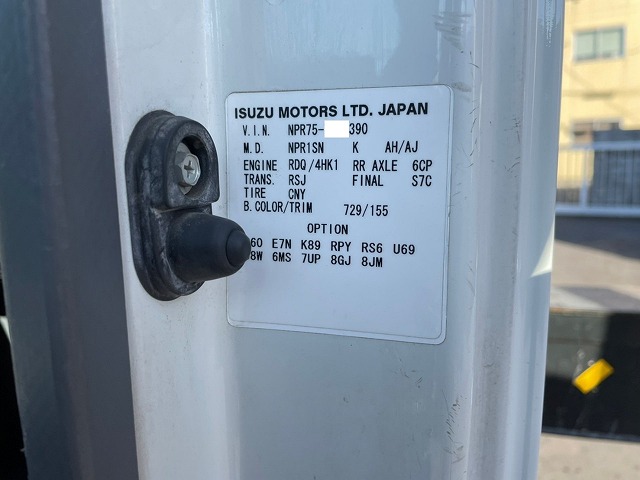 ISUZU MOTORS LTD. JAPAN
V.I.N. NPR75- 390
M.D. NPR1SN K AH/AJ
ENGINE RDQ/4HK1 RR AXLE 6CP
TRANS. RSJ FINAL S7C
TIRE CNY
B.COLOR/TRIM 729/155
OPTION
60 E7N K89 RPY RS6 U69
8W 6MS 7UP 8GJ 8JM